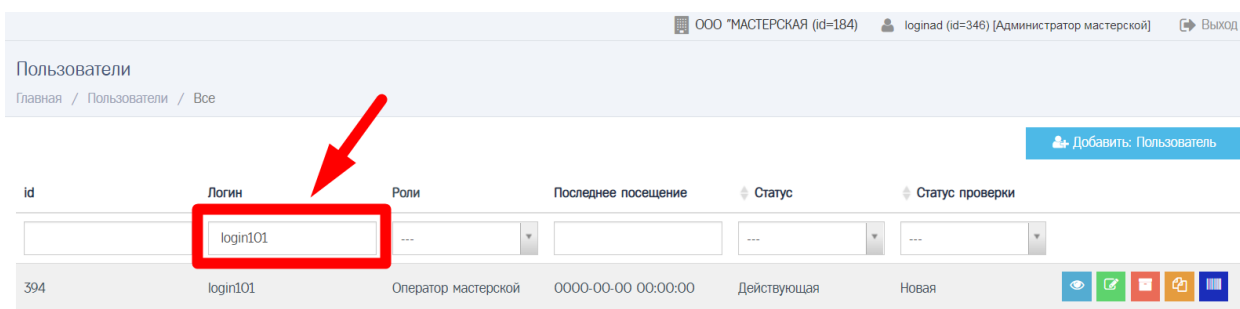 ООО "МАСТЕРСКАЯ (id=184) loginad (id=346) [Администратор мастерской] Выход
Пользователи
Главная / Пользователи / Все
Добавить: Пользователь
id Логин Роли Последнее посещение Статус Статус проверки
login101 --- --- ---
394 login101 Оператор мастерской 0000-00-00 00:00:00 Действующая Новая